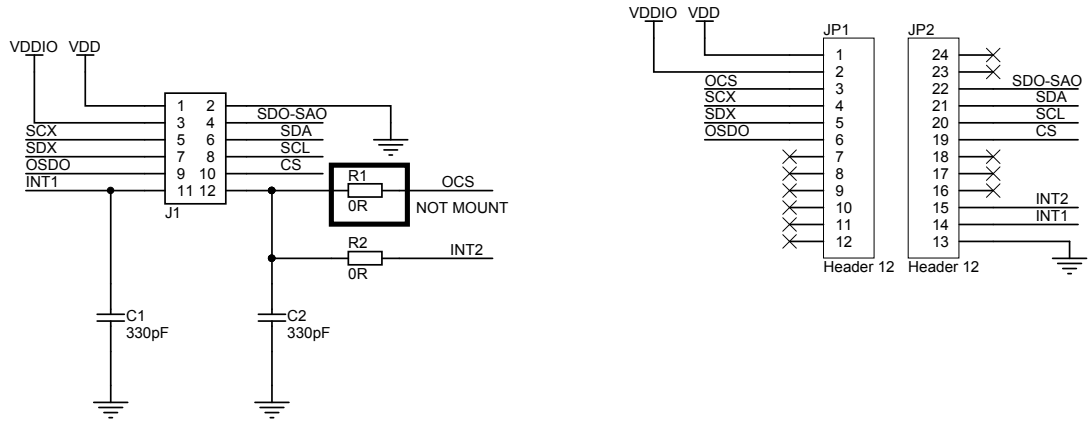 VDDIO VDD
1 2
3 4 SDO-SAO
SCX 5 6 SDA
SDX 7 8 SCL
OSDO 9 10 CS
INT1 11 12 R1 OCS
J1 0R NOT MOUNT
R2 INT2
0R
C1 C2
330pF 330pF
VDDIO VDD
JP1 JP2
1 24
2 23
OCS 3 22 SDO-SAO
SCX 4 21 SDA
SDX 5 20 SCL
OSDO 6 19 CS
7 18
8 17
9 16
10 15 INT2
11 14 INT1
12 13
Header 12 Header 12